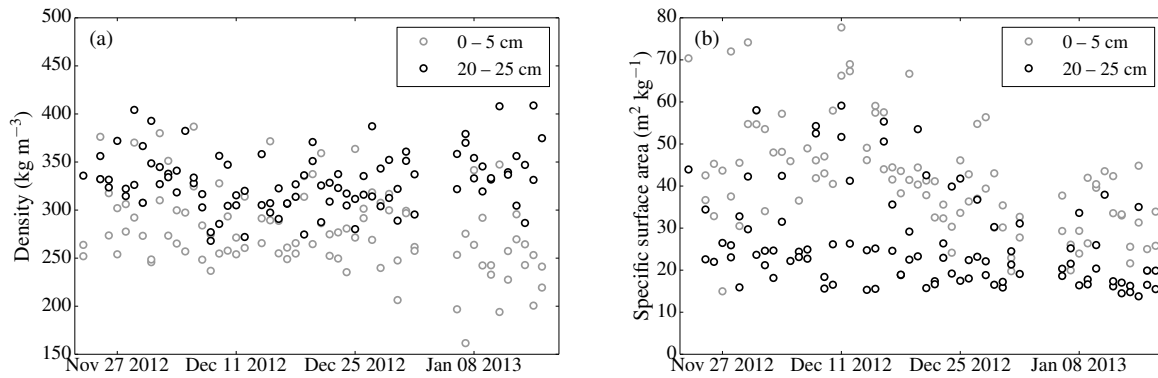 (a)
0 – 5 cm
20 – 25 cm
Density (kg m−3)
500
450
400
350
300
250
200
150
Nov 27 2012 Dec 11 2012 Dec 25 2012 Jan 08 2013
(b)
0 – 5 cm
20 – 25 cm
Specific surface area (m2 kg−1)
80
70
60
50
40
30
20
10
0
Nov 27 2012 Dec 11 2012 Dec 25 2012 Jan 08 2013